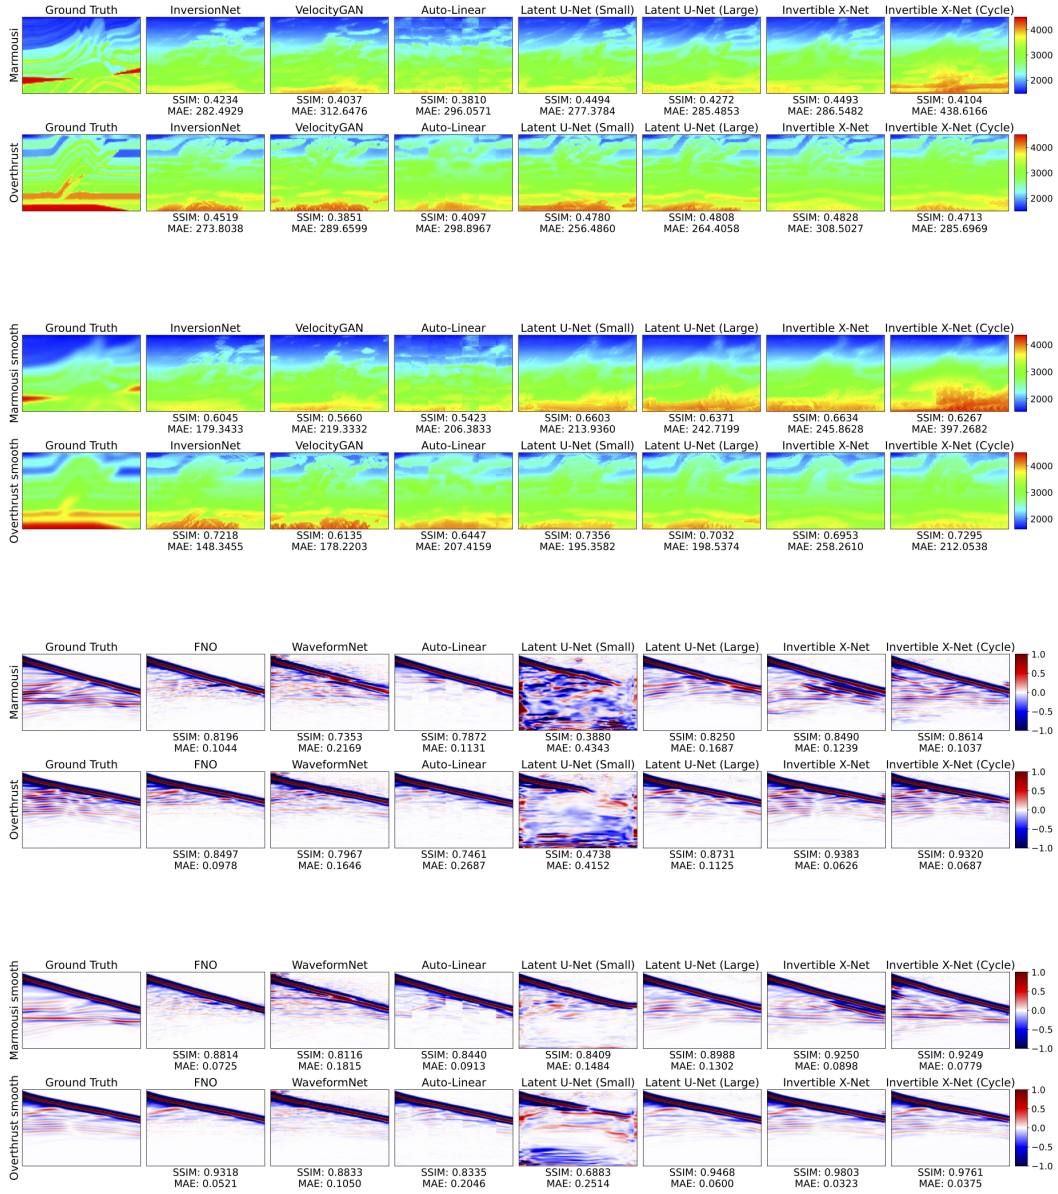 Ground Truth InversionNet VelocityGAN Auto-Linear Latent U-Net (Small) Latent U-Net (Large) Invertible X-Net Invertible X-Net (Cycle)
Marmousi
4000
3000
2000
SSIM: 0.4234 SSIM: 0.4037 SSIM: 0.3810 SSIM: 0.4494 SSIM: 0.4272 SSIM: 0.4493 SSIM: 0.4104
MAE: 282.4929 MAE: 312.6476 MAE: 296.0571 MAE: 277.3784 MAE: 285.4853 MAE: 286.5482 MAE: 438.6166
Ground Truth InversionNet VelocityGAN Auto-Linear Latent U-Net (Small) Latent U-Net (Large) Invertible X-Net Invertible X-Net (Cycle)
Overthrust
4000
3000
2000
SSIM: 0.4519 SSIM: 0.3851 SSIM: 0.4097 SSIM: 0.4780 SSIM: 0.4808 SSIM: 0.4828 SSIM: 0.4713
MAE: 273.8038 MAE: 289.6599 MAE: 298.8967 MAE: 256.4860 MAE: 264.4058 MAE: 308.5027 MAE: 285.6969
Ground Truth InversionNet VelocityGAN Auto-Linear Latent U-Net (Small) Latent U-Net (Large) Invertible X-Net Invertible X-Net (Cycle)
Marmousi smooth
4000
3000
2000
SSIM: 0.6045 SSIM: 0.5660 SSIM: 0.5423 SSIM: 0.6603 SSIM: 0.6371 SSIM: 0.6634 SSIM: 0.6267
MAE: 179.3433 MAE: 219.3332 MAE: 206.3833 MAE: 213.9360 MAE: 242.7199 MAE: 245.8628 MAE: 397.2682
Ground Truth InversionNet VelocityGAN Auto-Linear Latent U-Net (Small) Latent U-Net (Large) Invertible X-Net Invertible X-Net (Cycle)
Overthrust smooth
4000
3000
2000
SSIM: 0.7218 SSIM: 0.6135 SSIM: 0.6447 SSIM: 0.7356 SSIM: 0.7032 SSIM: 0.6953 SSIM: 0.7295
MAE: 148.3455 MAE: 178.2203 MAE: 207.4159 MAE: 195.3582 MAE: 198.5374 MAE: 258.2610 MAE: 212.0538
Ground Truth FNO WaveformNet Auto-Linear Latent U-Net (Small) Latent U-Net (Large) Invertible X-Net Invertible X-Net (Cycle)
Marmousi
1.0
0.5
0.0
−0.5
−1.0
SSIM: 0.8196 SSIM: 0.7353 SSIM: 0.7872 SSIM: 0.3880 SSIM: 0.8250 SSIM: 0.8490 SSIM: 0.8614
MAE: 0.1044 MAE: 0.2169 MAE: 0.1131 MAE: 0.4343 MAE: 0.1687 MAE: 0.1239 MAE: 0.1037
Ground Truth FNO WaveformNet Auto-Linear Latent U-Net (Small) Latent U-Net (Large) Invertible X-Net Invertible X-Net (Cycle)
Overthrust
1.0
0.5
0.0
−0.5
−1.0
SSIM: 0.8497 SSIM: 0.7967 SSIM: 0.7461 SSIM: 0.4738 SSIM: 0.8731 SSIM: 0.9383 SSIM: 0.9320
MAE: 0.0978 MAE: 0.1646 MAE: 0.2687 MAE: 0.4152 MAE: 0.1125 MAE: 0.0626 MAE: 0.0687
Ground Truth FNO WaveformNet Auto-Linear Latent U-Net (Small) Latent U-Net (Large) Invertible X-Net Invertible X-Net (Cycle)
Marmousi smooth
1.0
0.5
0.0
−0.5
−1.0
SSIM: 0.8814 SSIM: 0.8116 SSIM: 0.8440 SSIM: 0.8409 SSIM: 0.8988 SSIM: 0.9250 SSIM: 0.9249
MAE: 0.0725 MAE: 0.1815 MAE: 0.0913 MAE: 0.1484 MAE: 0.1302 MAE: 0.0898 MAE: 0.0779
Ground Truth FNO WaveformNet Auto-Linear Latent U-Net (Small) Latent U-Net (Large) Invertible X-Net Invertible X-Net (Cycle)
Overthrust smooth
1.0
0.5
0.0
−0.5
−1.0
SSIM: 0.9318 SSIM: 0.8833 SSIM: 0.8335 SSIM: 0.6883 SSIM: 0.9468 SSIM: 0.9803 SSIM: 0.9761
MAE: 0.0521 MAE: 0.1050 MAE: 0.2046 MAE: 0.2514 MAE: 0.0600 MAE: 0.0323 MAE: 0.0375